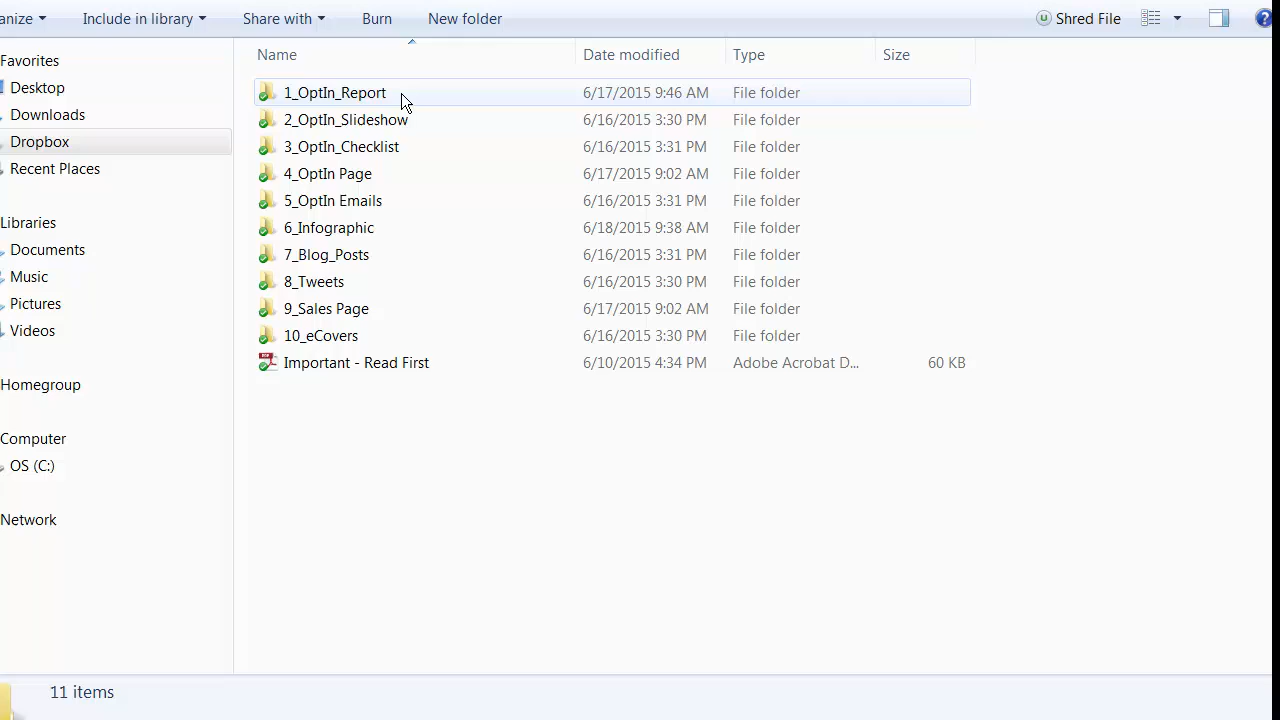 anize Include in library Share with Burn New folder Shred File
Favorites
Desktop
Downloads
Dropbox
Recent Places
Libraries
Documents
Music
Pictures
Videos
Homegroup
Computer
OS (C:)
Network
Name Date modified Type Size
1_OptIn_Report 6/17/2015 9:46 AM File folder
2_OptIn_Slideshow 6/16/2015 3:30 PM File folder
3_OptIn_Checklist 6/16/2015 3:31 PM File folder
4_OptIn Page 6/17/2015 9:02 AM File folder
5_OptIn Emails 6/16/2015 3:31 PM File folder
6_Infographic 6/18/2015 9:38 AM File folder
7_Blog_Posts 6/16/2015 3:31 PM File folder
8_Tweets 6/16/2015 3:30 PM File folder
9_Sales Page 6/17/2015 9:02 AM File folder
10_eCovers 6/16/2015 3:30 PM File folder
Important - Read First 6/10/2015 4:34 PM Adobe Acrobat D... 60 KB
11 items